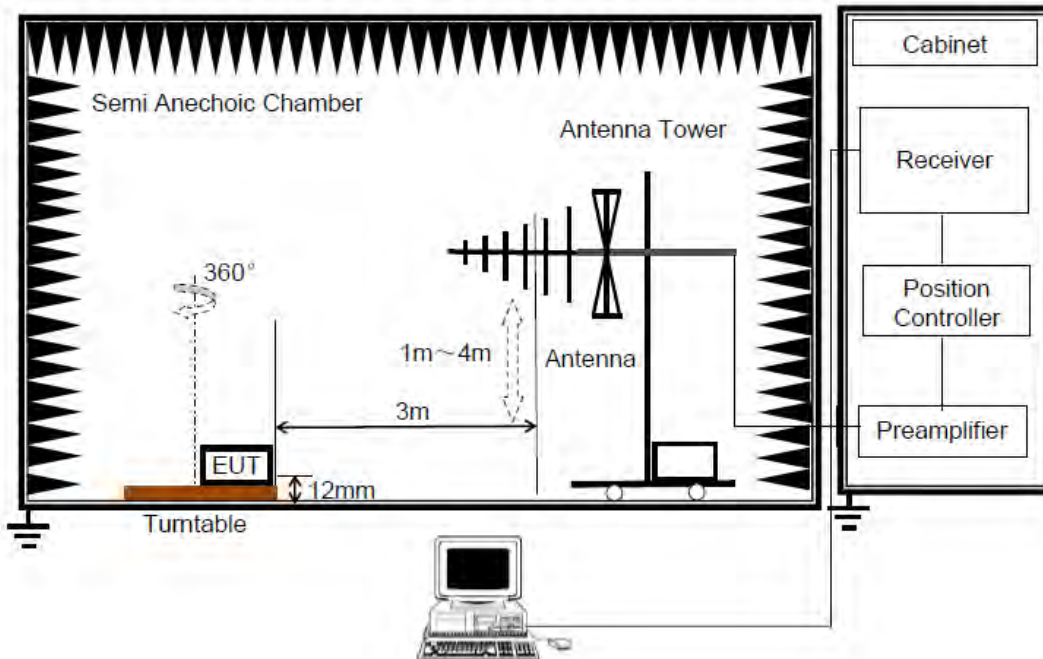 Cabinet
Semi Anechoic Chamber
Antenna Tower
Receiver
360°
Position
Controller
1m～4m
Antenna
3m
Preamplifier
EUT
12mm
Turntable